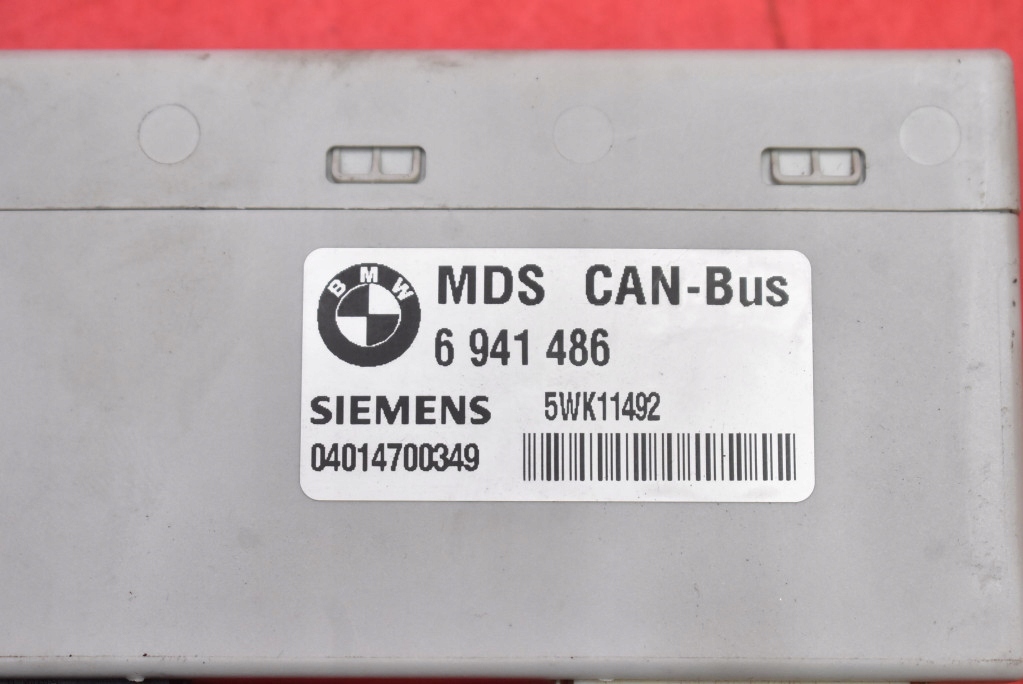 BMW
MDS CAN-Bus
6 941 486
SIEMENS 5WK11492
04014700349